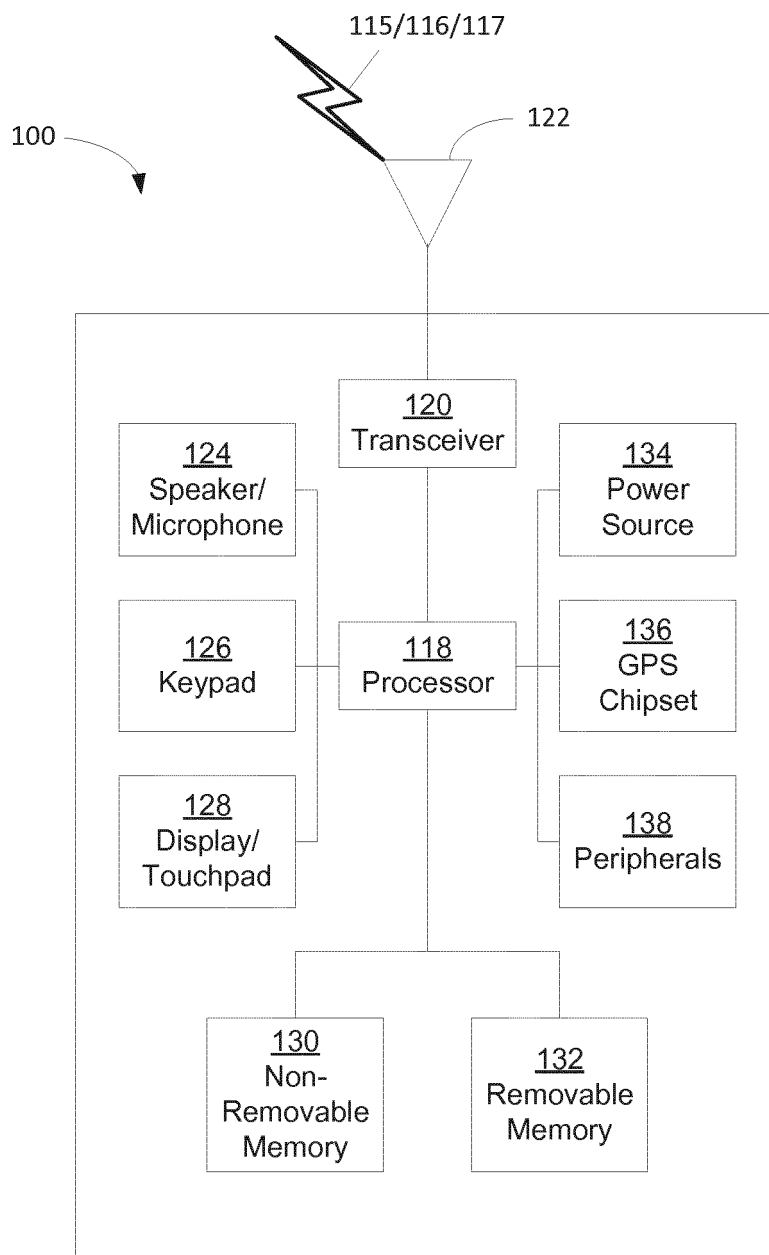 115/116/117
122
100
120
Transceiver
124
Speaker/
Microphone
134
Power
Source
126
Keypad
118
Processor
136
GPS
Chipset
128
Display/
Touchpad
138
Peripherals
130
Non-
Removable
Memory
132
Removable
Memory